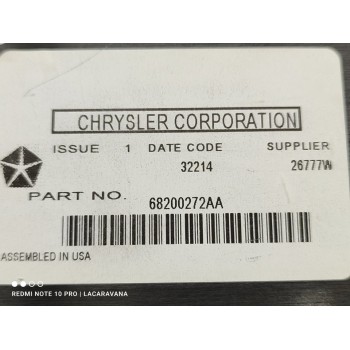 CHRYSLER CORPORATION
ISSUE 1 DATE CODE SUPPLIER
32214 26777W
PART NO. 68200272AA
ASSEMBLED IN USA
REDMI NOTE 10 PRO | LACARAVANA